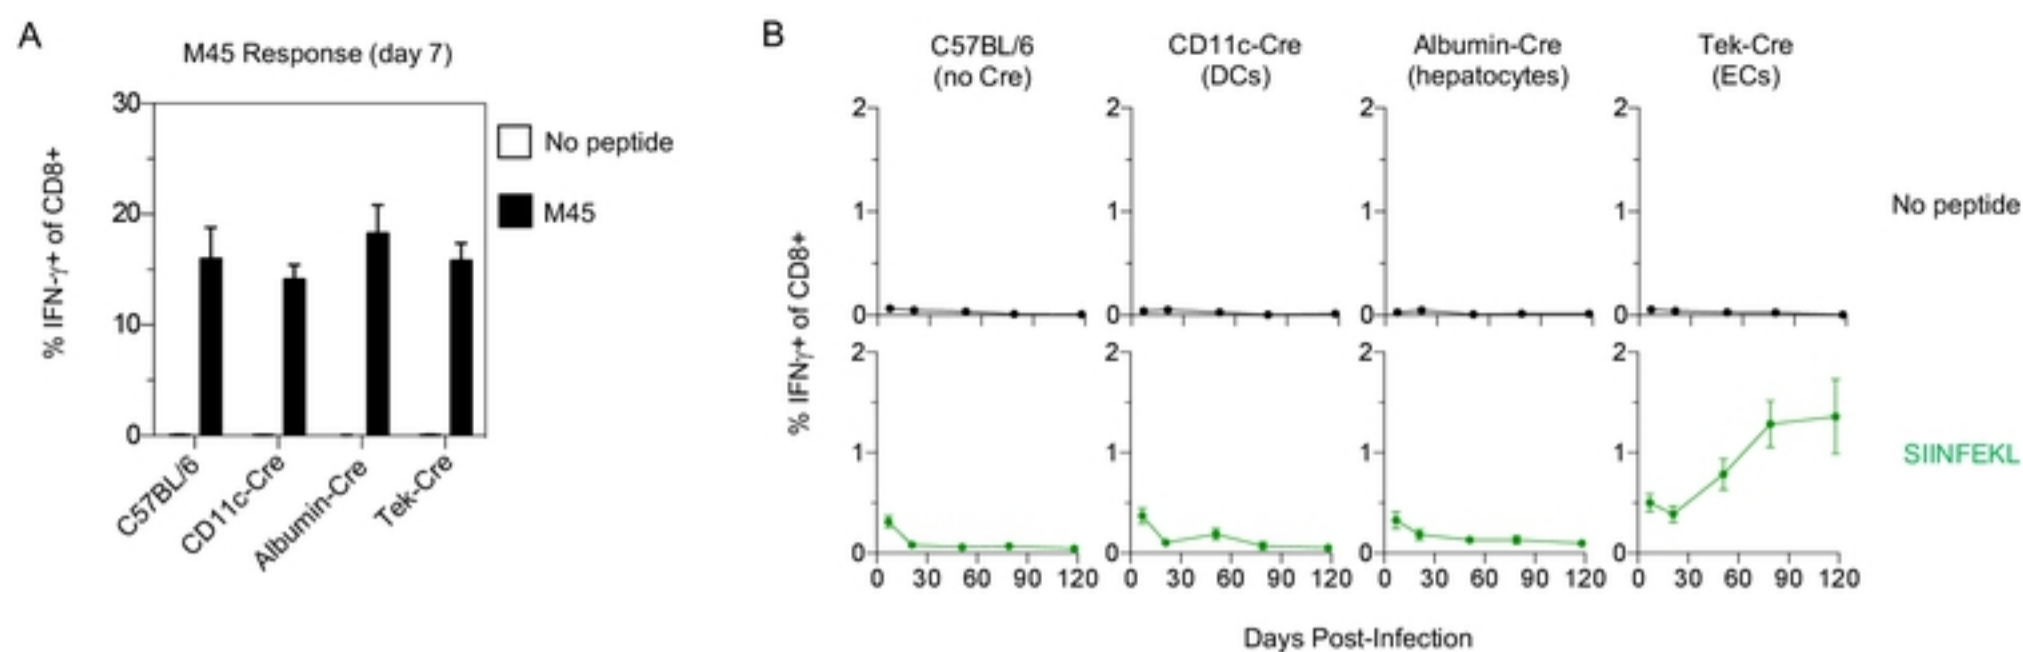 A
M45 Response (day 7)
% IFN-γ+ of CD8+
30
20
10
0
C57BL/6
CD11c-Cre
Albumin-Cre
Tek-Cre
No peptide
M45
B
% IFNγ+ of CD8+
C57BL/6
(no Cre)
CD11c-Cre
(DCs)
Albumin-Cre
(hepatocytes)
Tek-Cre
(ECs)
2 2 2 2
1 1 1 1
No peptide
0 0 0 0
2 2 2 2
1 1 1 1
SIINFEKL
0 0 0 0
0 30 60 90 120 0 30 60 90 120 0 30 60 90 120 0 30 60 90 120
Days Post-Infection